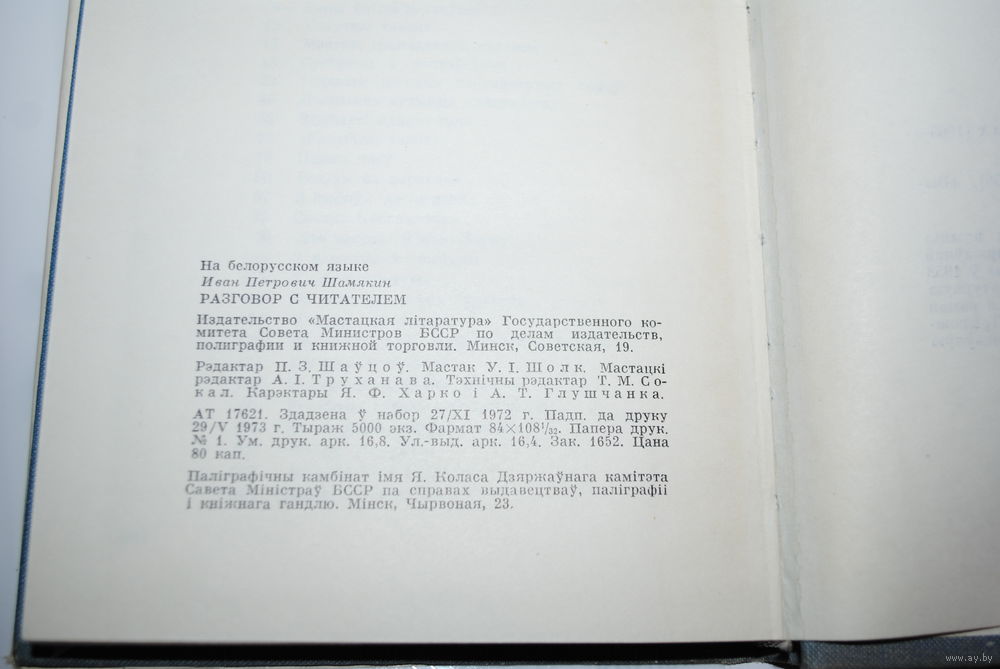 На белорусском языке
Иван Петрович Шамякин
РАЗГОВОР С ЧИТАТЕЛЕМ
Издательство «Мастацкая літаратура» Государственного ко-
митета Совета Министров БССР по делам издательств,
полиграфии и книжной торговли. Минск, Советская, 19.
Рэдактар П. З. Шаўцоў. Мастак У. І. Шолк. Мастацкі
рэдактар А. І. Труханава. Тэхнічны рэдактар Т. М. Со-
кал. Карэктары Я. Ф. Харко і А. Т. Глушчанка.
АТ 17621. Здадзена ў набор 27/XI 1972 г. Падп. да друку
29/V 1973 г. Тыраж 5000 экз. Фармат 84×108¹/₃₂. Папера друк.
№ 1. Ум. друк. арк. 16,8. Ул.-выд. арк. 16,4. Зак. 1652. Цана
80 кап.
Паліграфічны камбінат імя Я. Коласа Дзяржаўнага камітэта
Савета Міністраў БССР па справах выдавецтваў, паліграфіі
і кніжнага гандлю. Мінск, Чырвоная, 23.
www.ay.by